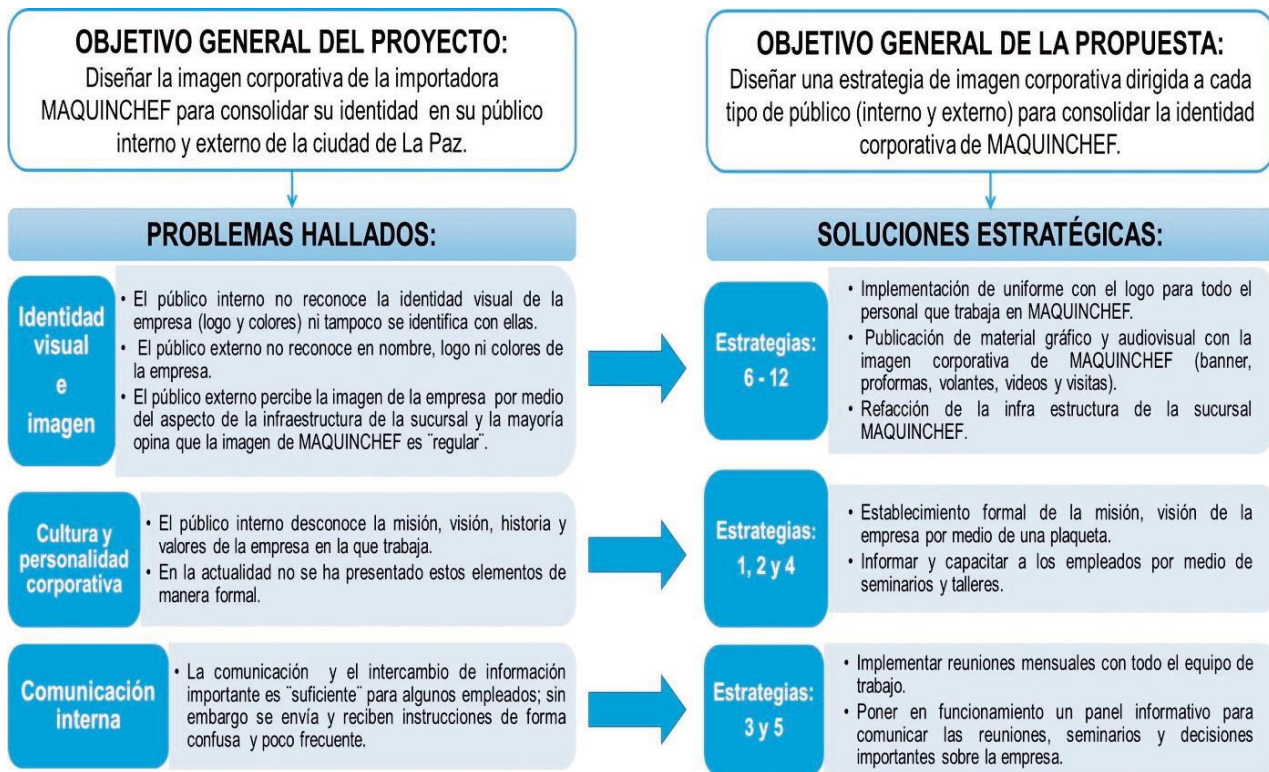 OBJETIVO GENERAL DEL PROYECTO:
Diseñar la imagen corporativa de la importadora
MAQUINCHEF para consolidar su identidad en su público
interno y externo de la ciudad de La Paz.
OBJETIVO GENERAL DE LA PROPUESTA:
Diseñar una estrategia de imagen corporativa dirigida a cada
tipo de público (interno y externo) para consolidar la identidad
corporativa de MAQUINCHEF.
PROBLEMAS HALLADOS:
SOLUCIONES ESTRATÉGICAS:
Identidad
visual
e
imagen
• El público interno no reconoce la identidad visual de la
empresa (logo y colores) ni tampoco se identifica con ellas.
• El público externo no reconoce en nombre, logo ni colores de
la empresa.
• El público externo percibe la imagen de la empresa por medio
del aspecto de la infraestructura de la sucursal y la mayoría
opina que la imagen de MAQUINCHEF es ¨regular¨.
Estrategias:
6 - 12
• Implementación de uniforme con el logo para todo el
personal que trabaja en MAQUINCHEF.
• Publicación de material gráfico y audiovisual con la
imagen corporativa de MAQUINCHEF (banner,
proformas, volantes, videos y visitas).
• Refacción de la infra estructura de la sucursal
MAQUINCHEF.
Cultura y
personalidad
corporativa
• El público interno desconoce la misión, visión, historia y
valores de la empresa en la que trabaja.
• En la actualidad no se ha presentado estos elementos de
manera formal.
Estrategias:
1, 2 y 4
• Establecimiento formal de la misión, visión de la
empresa por medio de una plaqueta.
• Informar y capacitar a los empleados por medio de
seminarios y talleres.
Comunicación
interna
• La comunicación y el intercambio de información
importante es ¨suficiente¨ para algunos empleados; sin
embargo se envía y reciben instrucciones de forma
confusa y poco frecuente.
Estrategias:
3 y 5
• Implementar reuniones mensuales con todo el equipo de
trabajo.
• Poner en funcionamiento un panel informativo para
comunicar las reuniones, seminarios y decisiones
importantes sobre la empresa.